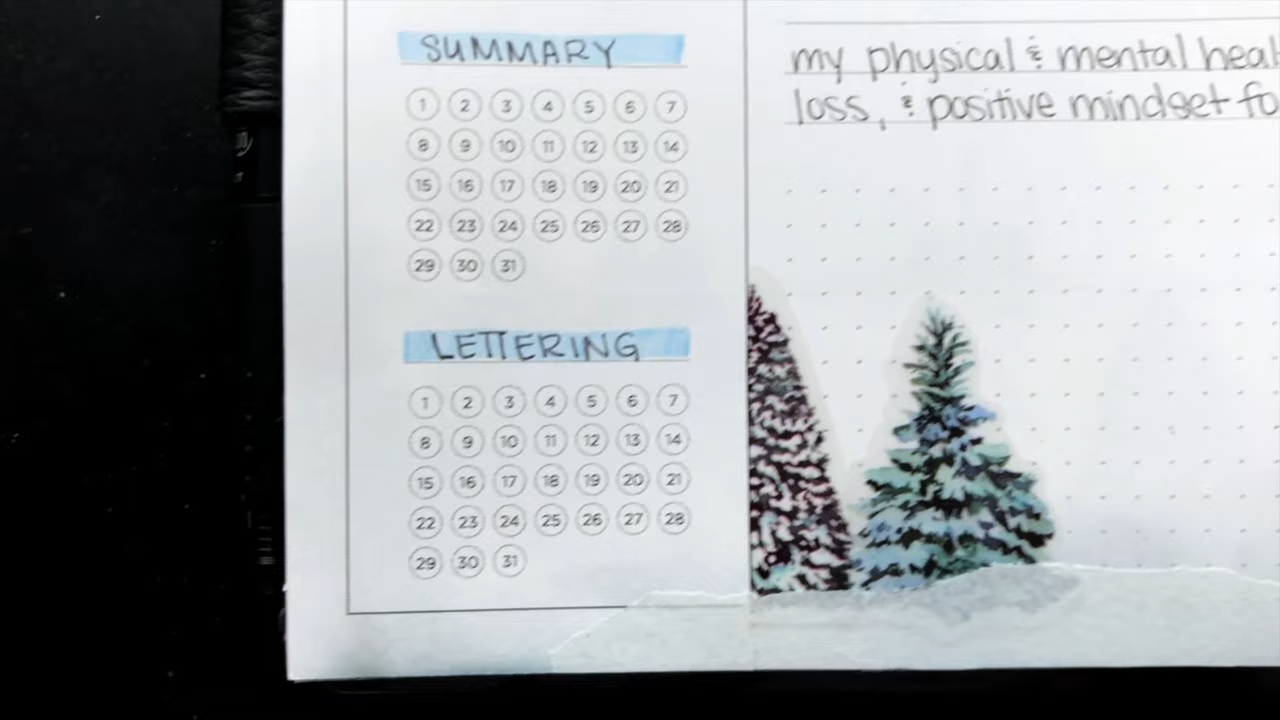 SUMMARY
1 2 3 4 5 6 7
8 9 10 11 12 13 14
15 16 17 18 19 20 21
22 23 24 25 26 27 28
29 30 31
LETTERING
1 2 3 4 5 6 7
8 9 10 11 12 13 14
15 16 17 18 19 20 21
22 23 24 25 26 27 28
29 30 31
my physical & mental heal
loss, & positive mindset fo